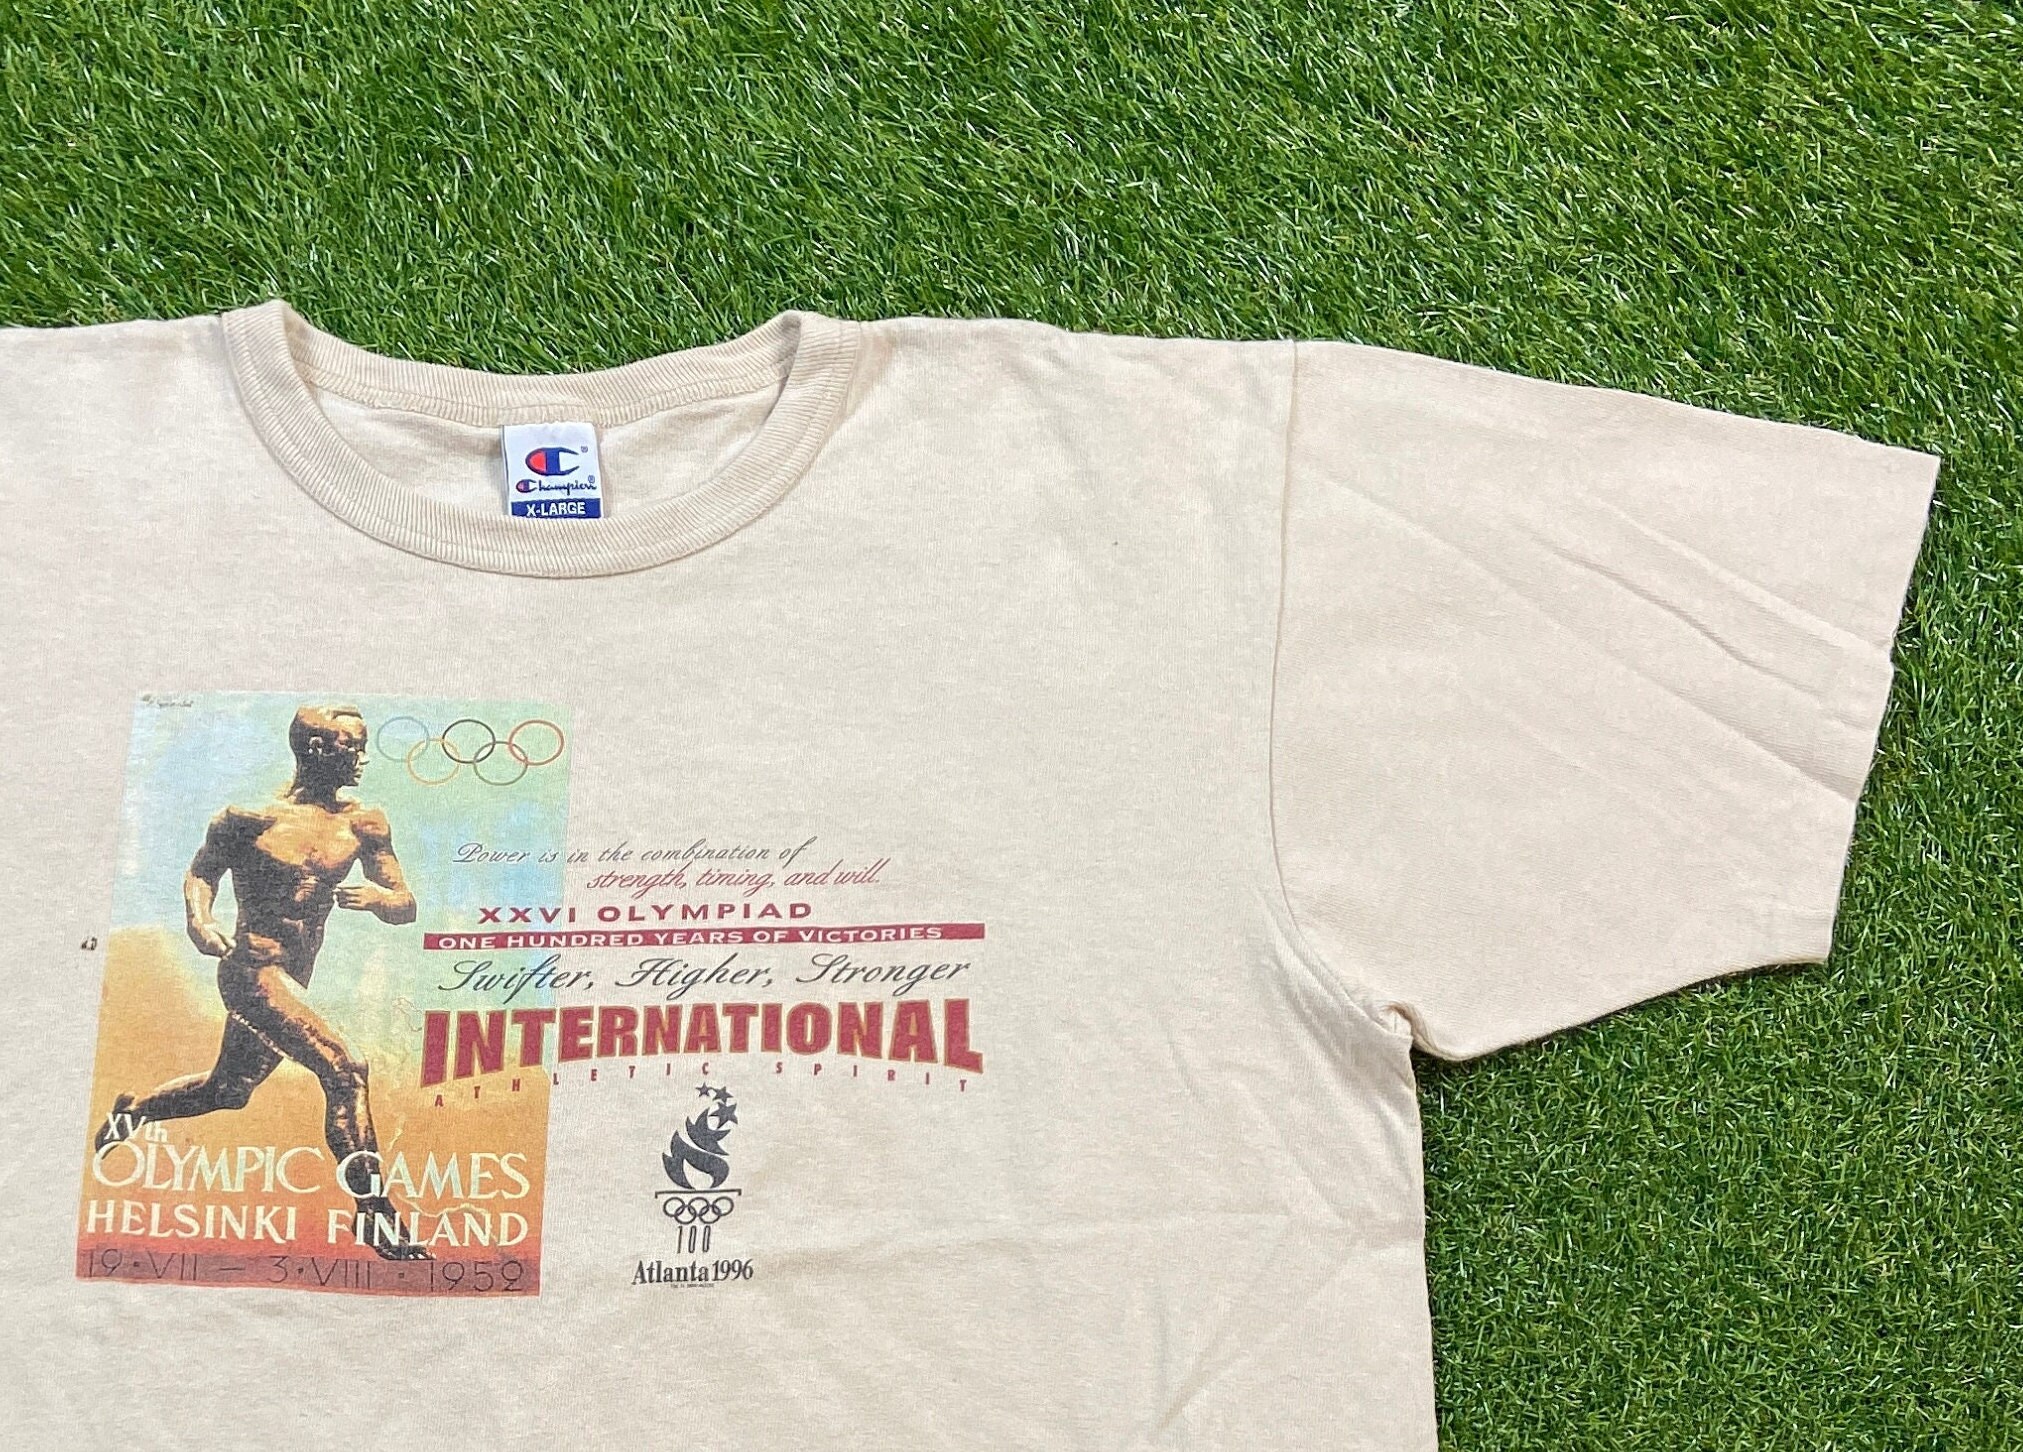 Champion
X-LARGE
Power is in the combination of
strength, timing, and will.
XXVI OLYMPIAD
ONE HUNDRED YEARS OF VICTORIES
Swifter, Higher, Stronger
INTERNATIONAL
ATHLETIC SPIRIT
XVth
OLYMPIC GAMES
HELSINKI FINLAND
19·VII — 3·VIII·1952
100
Atlanta 1996